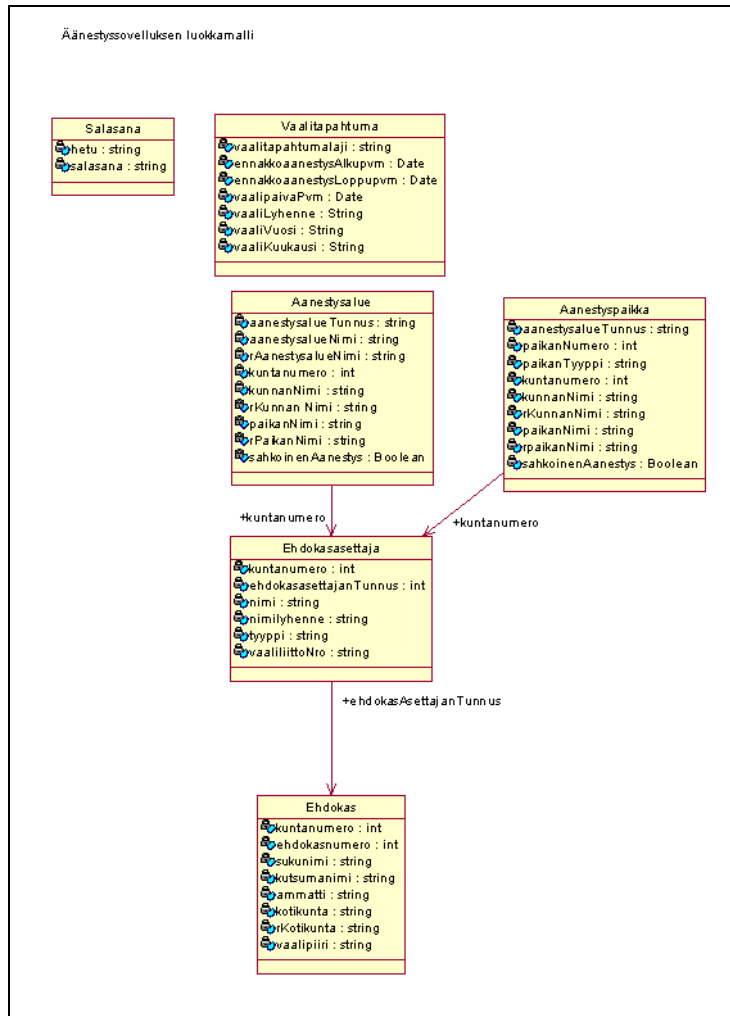 Äänestyssovelluksen luokkamalli
Salasana
hetu : string
salasana : string
Vaalitapahtuma
vaalitapahtumalaji : string
ennakkoaanestysAlkupvm : Date
ennakkoaanestysLoppupvm : Date
vaalipaivaPvm : Date
vaaliLyhenne : String
vaaliVuosi : String
vaaliKuukausi : String
Aanestysalue
aanestysalueTunnus : string
aanestysalueNimi : string
rAanestysalueNimi : string
kuntanumero : int
kunnanNimi : string
rKunnan Nimi : string
paikanNimi : string
rPaikanNimi : string
sahkoinenAanestys : Boolean
Aanestyspaikka
aanestysalueTunnus : string
paikanNumero : int
paikanTyyppi : string
kuntanumero : int
kunnanNimi : string
rKunnanNimi : string
paikanNimi : string
rpaikanNimi : string
sahkoinenAanestys : Boolean
+kuntanumero
+kuntanumero
Ehdokasasettaja
kuntanumero : int
ehdokasasettajanTunnus : int
nimi : string
nimilyhenne : string
tyyppi : string
vaaliliittoNro : string
+ehdokasAsettajanTunnus
Ehdokas
kuntanumero : int
ehdokasnumero : int
sukunimi : string
kutsumanimi : string
ammatti : string
kotikunta : string
rKotikunta : string
vaalipiiri : string